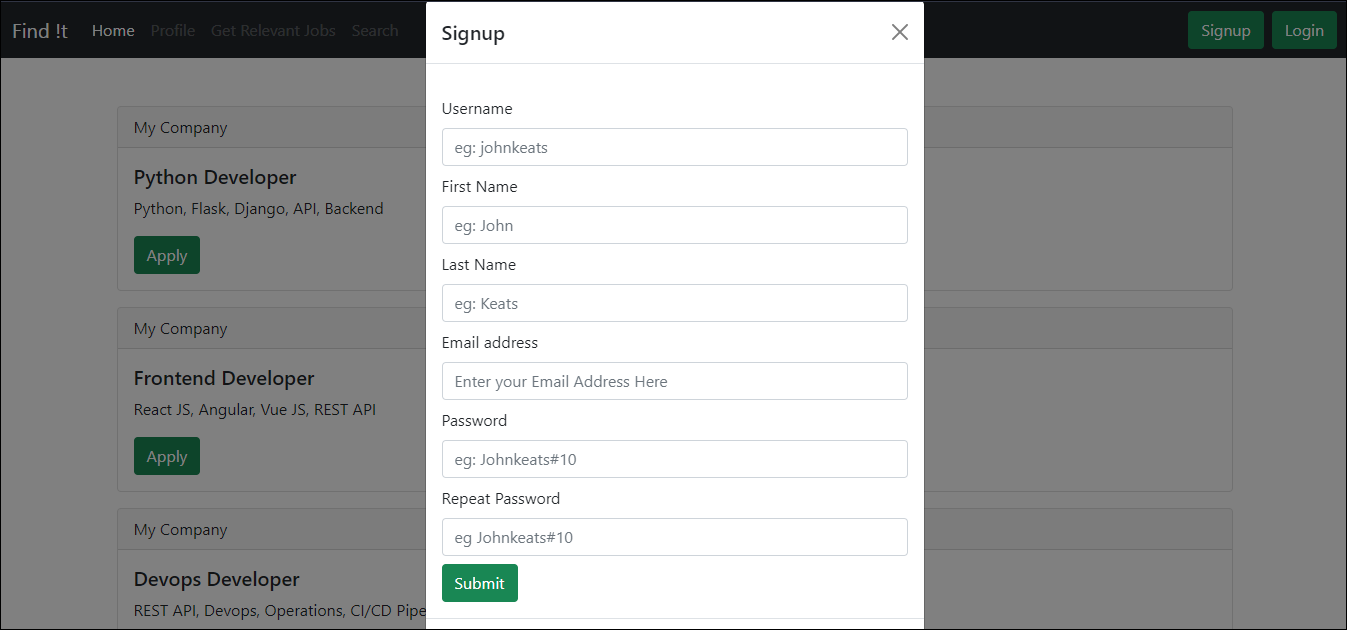 Find !t Home Profile Get Relevant Jobs Search Signup Login
Signup
Username
eg: johnkeats
First Name
eg: John
Last Name
eg: Keats
Email address
Enter your Email Address Here
Password
eg: Johnkeats#10
Repeat Password
eg Johnkeats#10
Submit
My Company
Python Developer
Python, Flask, Django, API, Backend
Apply
My Company
Frontend Developer
React JS, Angular, Vue JS, REST API
Apply
My Company
Devops Developer
REST API, Devops, Operations, CI/CD Pipe